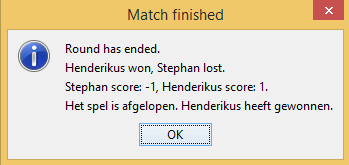 Match finished
Round has ended.
Henderikus won, Stephan lost.
Stephan score: -1, Henderikus score: 1.
Het spel is afgelopen. Henderikus heeft gewonnen.
OK